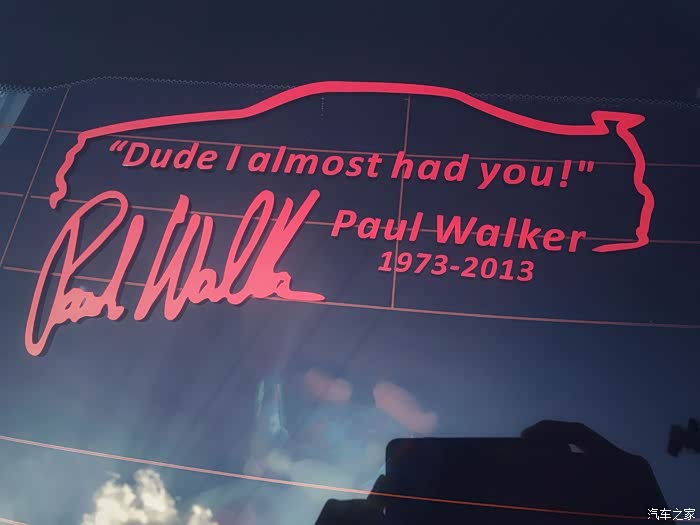 “Dude I almost had you!"
Paul Walker
Paul Walker
1973-2013
汽车之家